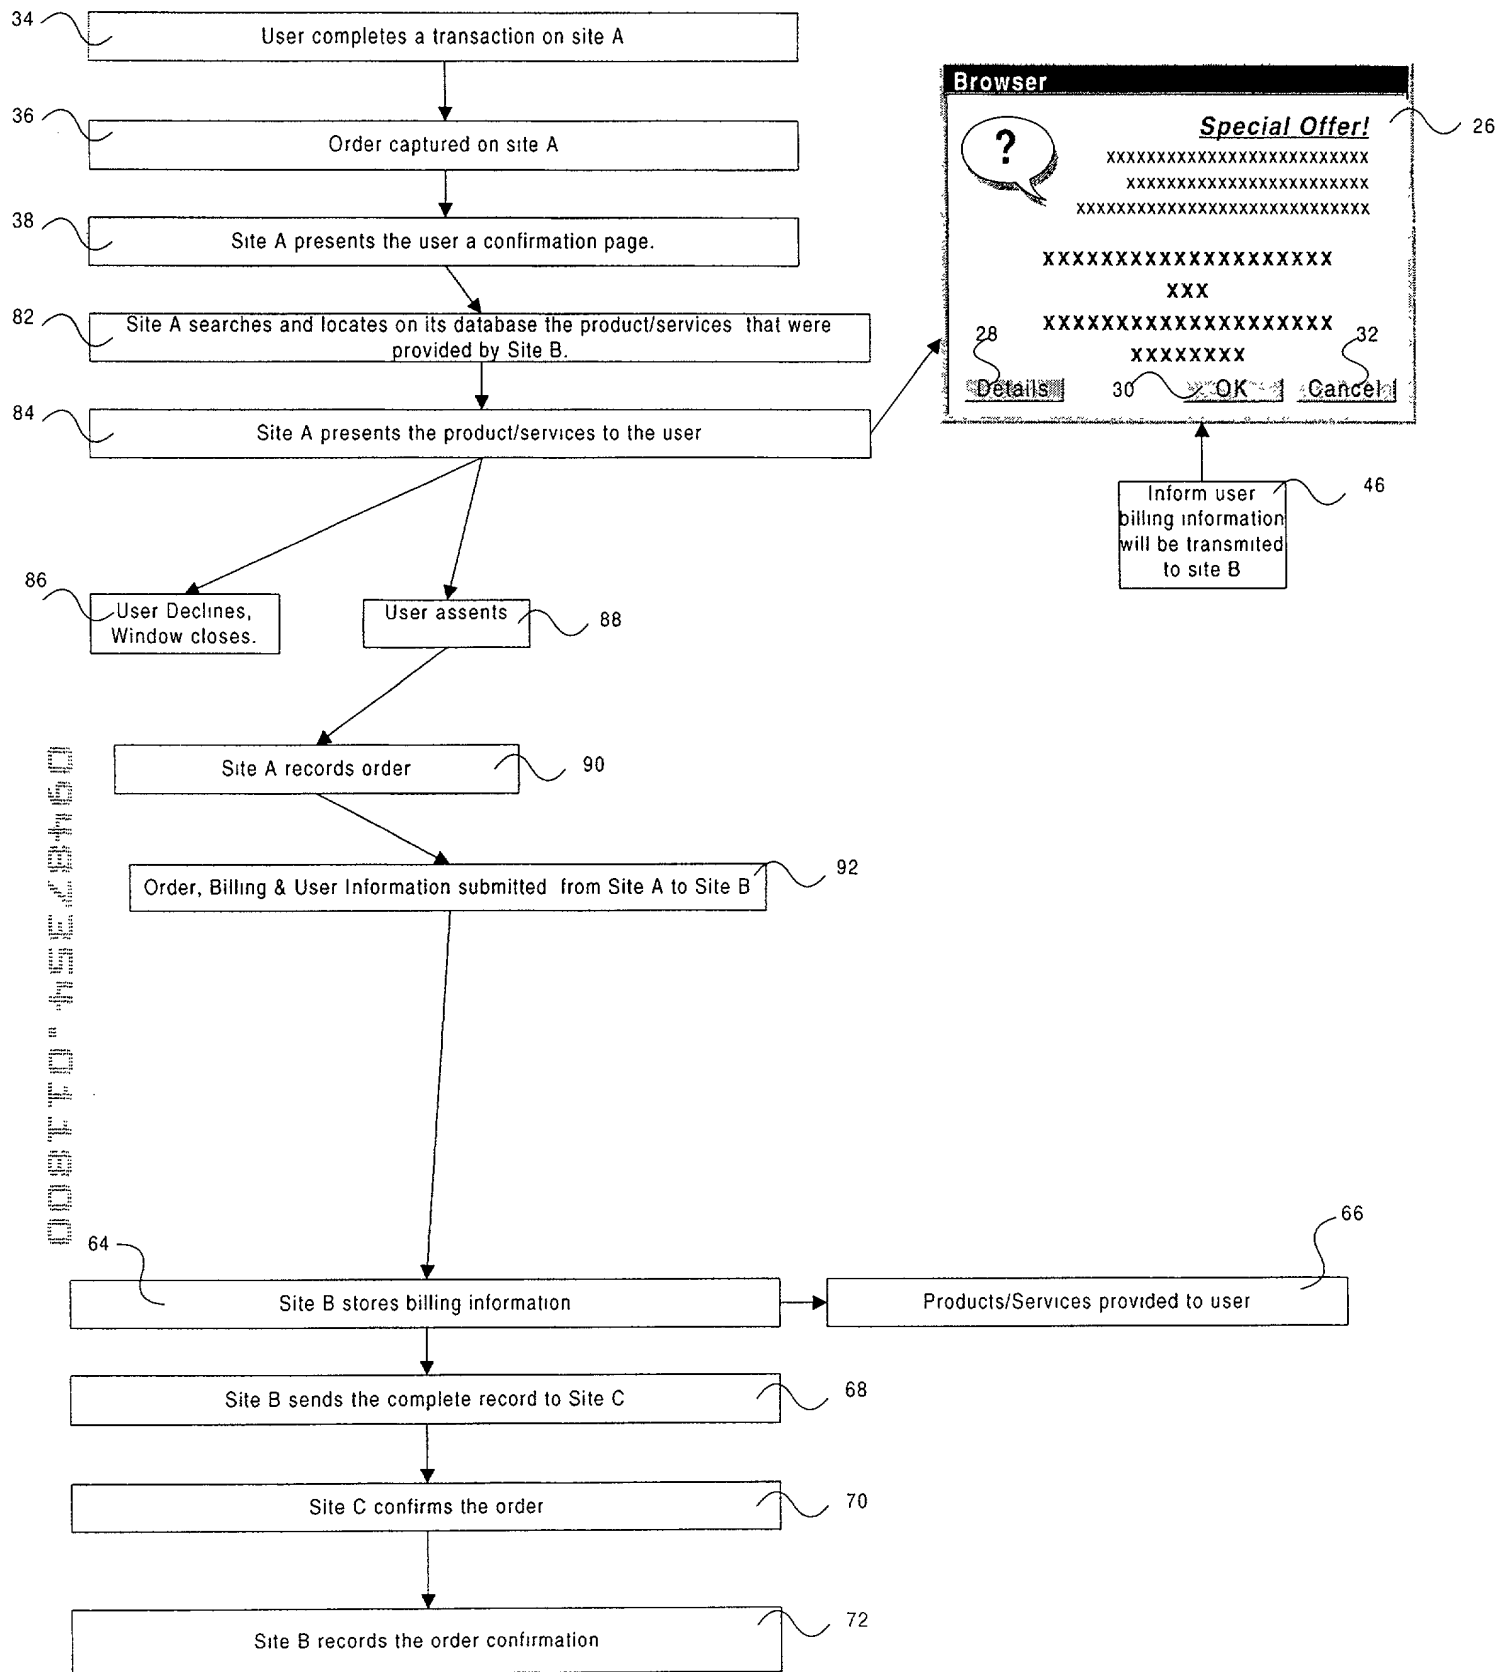 34
User completes a transaction on site A
36
Order captured on site A
38
Site A presents the user a confirmation page.
82
Site A searches and locates on its database the product/services that were
provided by Site B.
84
Site A presents the product/services to the user
Browser
26
?
Special Offer!
xxxxxxxxxxxxxxxxxxxxxxxxxx
xxxxxxxxxxxxxxxxxxxxxxxx
xxxxxxxxxxxxxxxxxxxxxxxxxxxxx
xxxxxxxxxxxxxxxxxxxx
xxx
xxxxxxxxxxxxxxxxxxxx
xxxxxxxx
28
32
Details
30
OK
Cancel
Inform user
billing information
will be transmited
to site B
46
86
User Declines,
Window closes.
User assents
88
Site A records order
90
Order, Billing & User Information submitted from Site A to Site B
92
64
Site B stores billing information
66
Products/Services provided to user
Site B sends the complete record to Site C
68
Site C confirms the order
70
Site B records the order confirmation
72